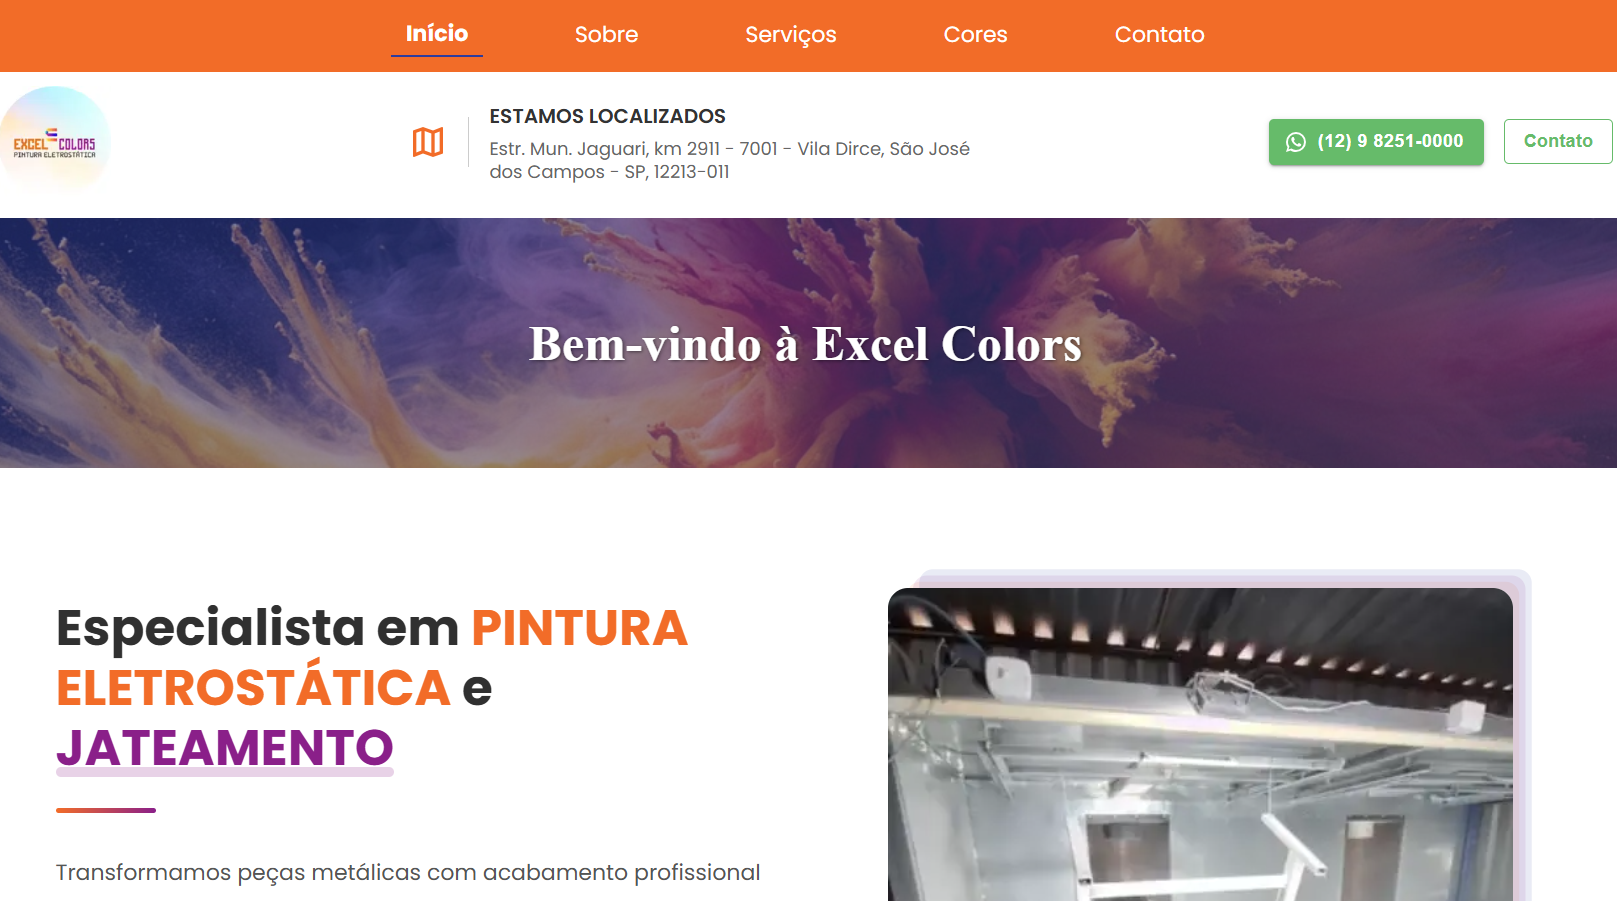 Início
Sobre
Serviços
Cores
Contato
EXCEL COLORS
PINTURA ELETROSTÁTICA
ESTAMOS LOCALIZADOS
Estr. Mun. Jaguari, km 2911 - 7001 - Vila Dirce, São José
dos Campos - SP, 12213-011
(12) 9 8251-0000
Contato
Bem-vindo à Excel Colors
Especialista em PINTURA
ELETROSTÁTICA e
JATEAMENTO
Transformamos peças metálicas com acabamento profissional